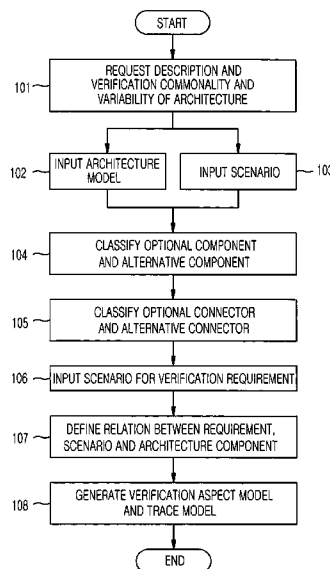 START
101
REQUEST DESCRIPTION AND
VERIFICATION COMMONALITY AND
VARIABILITY OF ARCHITECTURE
102
INPUT ARCHITECTURE
MODEL
INPUT SCENARIO
103
104
CLASSIFY OPTIONAL COMPONENT
AND ALTERNATIVE COMPONENT
105
CLASSIFY OPTIONAL CONNECTOR
AND ALTERNATIVE CONNECTOR
106
INPUT SCENARIO FOR VERIFICATION REQUIREMENT
107
DEFINE RELATION BETWEEN REQUIREMENT,
SCENARIO AND ARCHITECTURE COMPONENT
108
GENERATE VERIFICATION ASPECT MODEL
AND TRACE MODEL
END